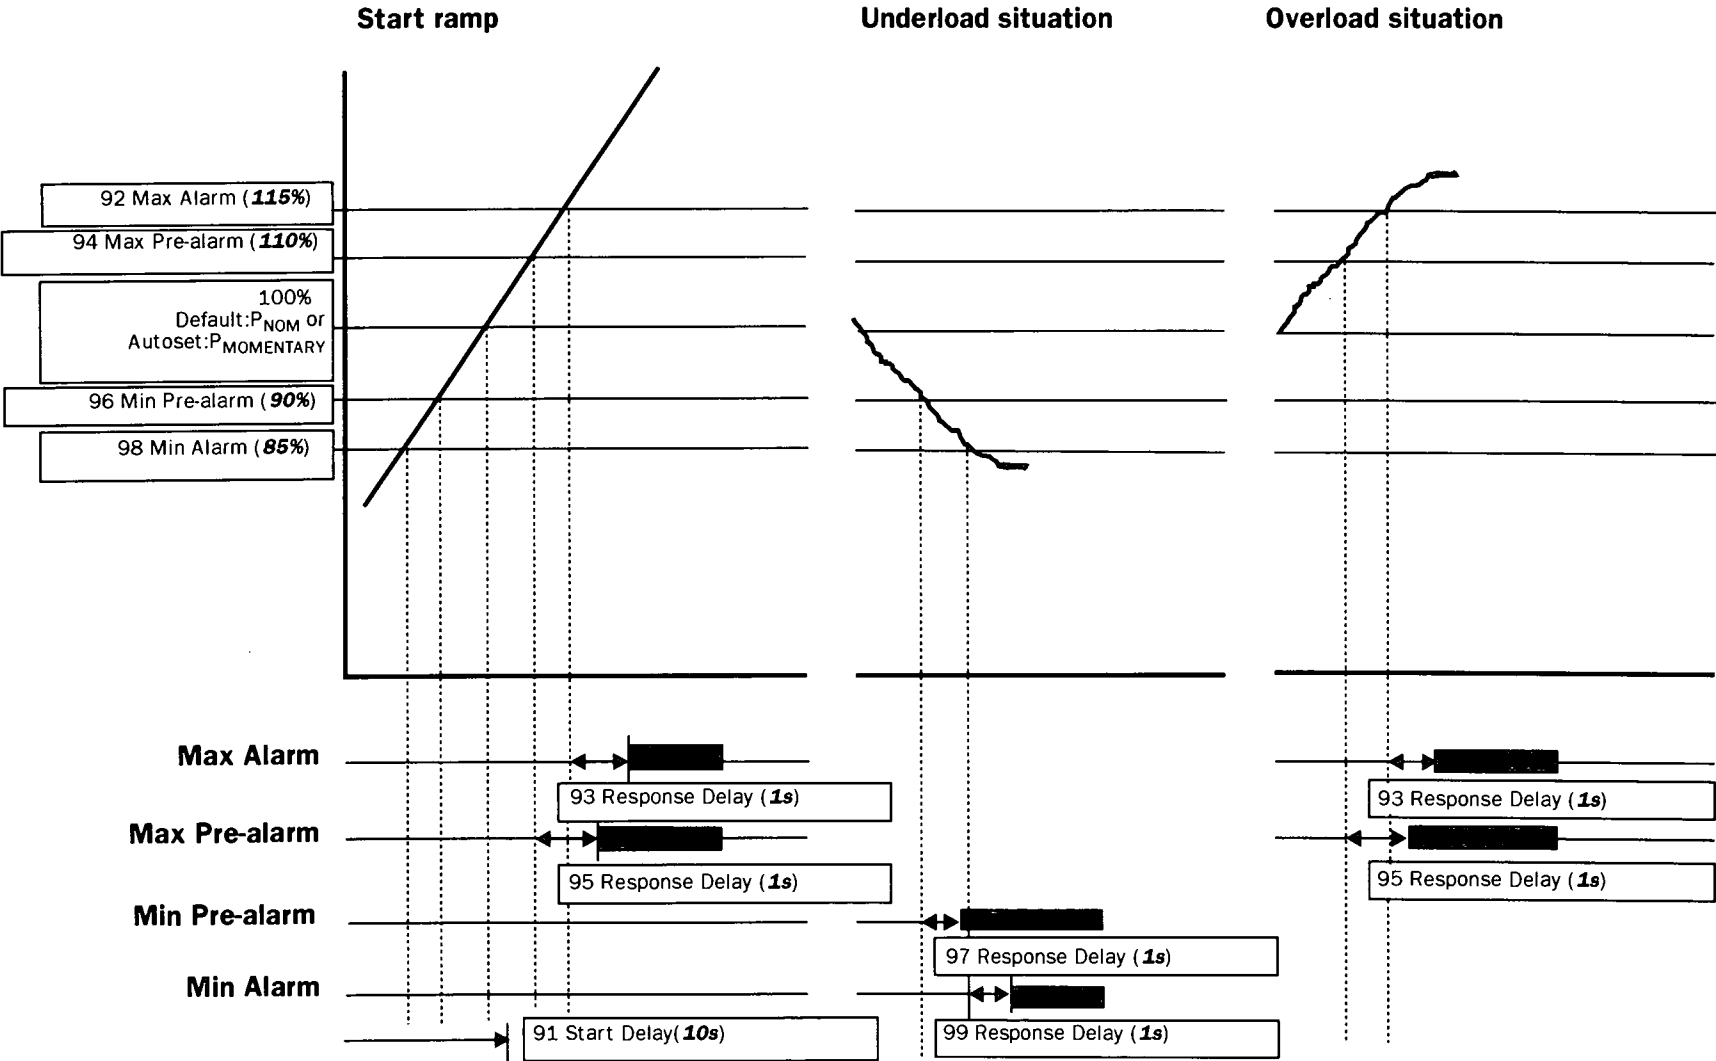 Start ramp
Underload situation
Overload situation
92 Max Alarm (115%)
94 Max Pre-alarm (110%)
100%
Default:PNOM or
Autoset:PMOMENTARY
96 Min Pre-alarm (90%)
98 Min Alarm (85%)
Max Alarm
93 Response Delay (1s)
93 Response Delay (1s)
Max Pre-alarm
95 Response Delay (1s)
95 Response Delay (1s)
Min Pre-alarm
97 Response Delay (1s)
Min Alarm
91 Start Delay(10s)
99 Response Delay (1s)